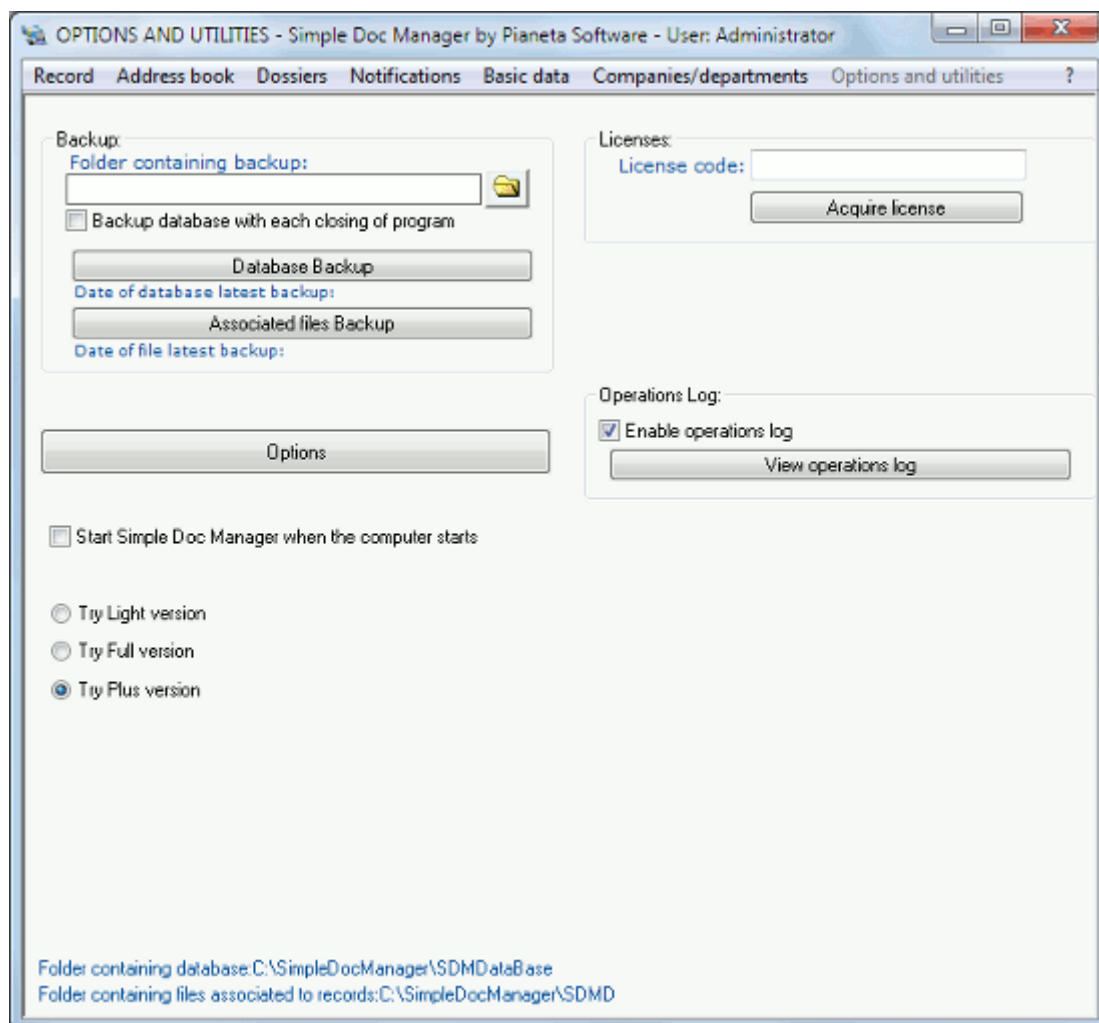 OPTIONS AND UTILITIES - Simple Doc Manager by Pianeta Software - User: Administrator
Record Address book Dossiers Notifications Basic data Companies/departments Options and utilities ?
Backup:
Folder containing backup:
Backup database with each closing of program
Database Backup
Date of database latest backup:
Associated files Backup
Date of file latest backup:
Licenses:
License code:
Acquire license
Operations Log:
Enable operations log
View operations log
Options
Start Simple Doc Manager when the computer starts
Try Light version
Try Full version
Try Plus version
Folder containing database:C:\SimpleDocManager\SDMDataBase
Folder containing files associated to records:C:\SimpleDocManager\SDMD